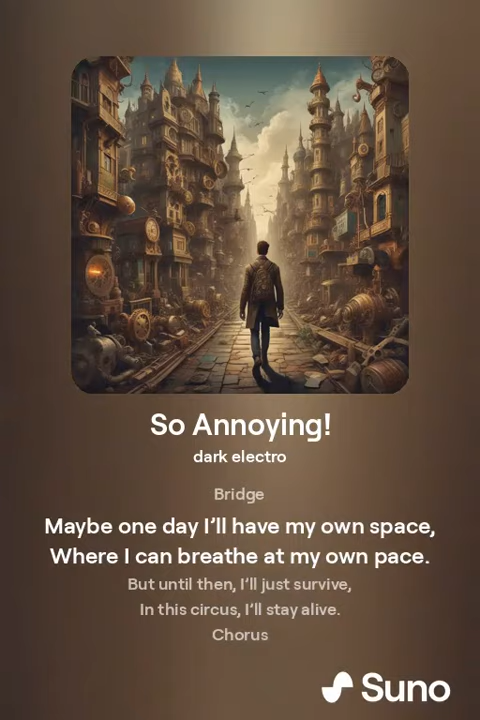 So Annoying!
dark electro
Bridge
Maybe one day I’ll have my own space,
Where I can breathe at my own pace.
But until then, I’ll just survive,
In this circus, I’ll stay alive.
Chorus
Suno